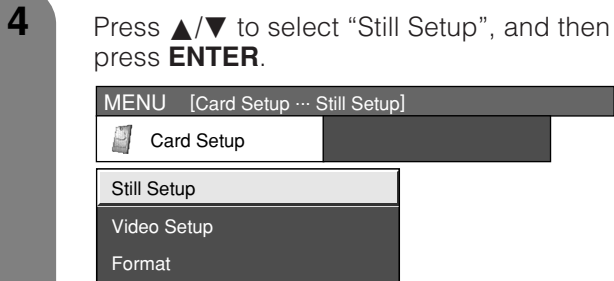 4
Press ▲/▼ to select “Still Setup”, and then
press ENTER.
MENU [Card Setup ··· Still Setup]
Card Setup
Still Setup
Video Setup
Format